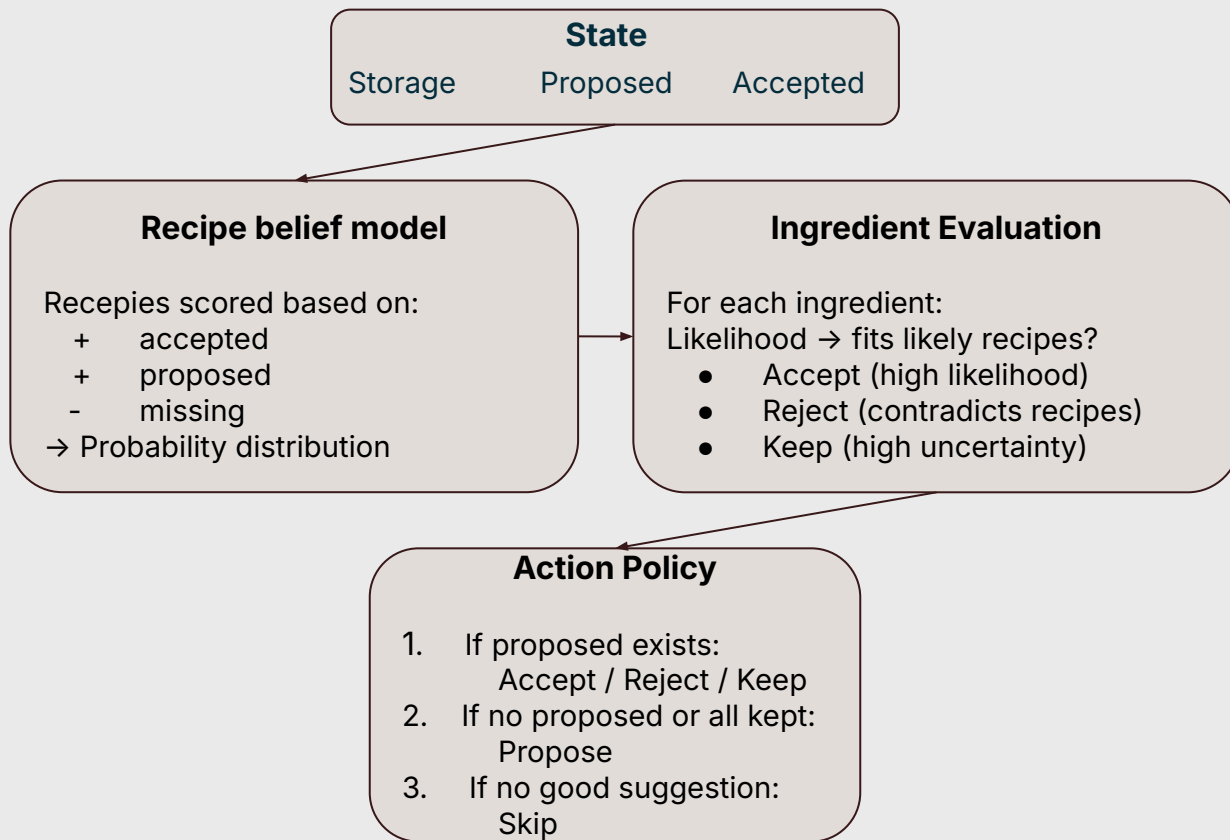 State
Storage Proposed Accepted
Recipe belief model
Recepies scored based on:
+ accepted
+ proposed
- missing
→ Probability distribution
Ingredient Evaluation
For each ingredient:
Likelihood → fits likely recipes?
● Accept (high likelihood)
● Reject (contradicts recipes)
● Keep (high uncertainty)
Action Policy
1. If proposed exists:
Accept / Reject / Keep
2. If no proposed or all kept:
Propose
3. If no good suggestion:
Skip